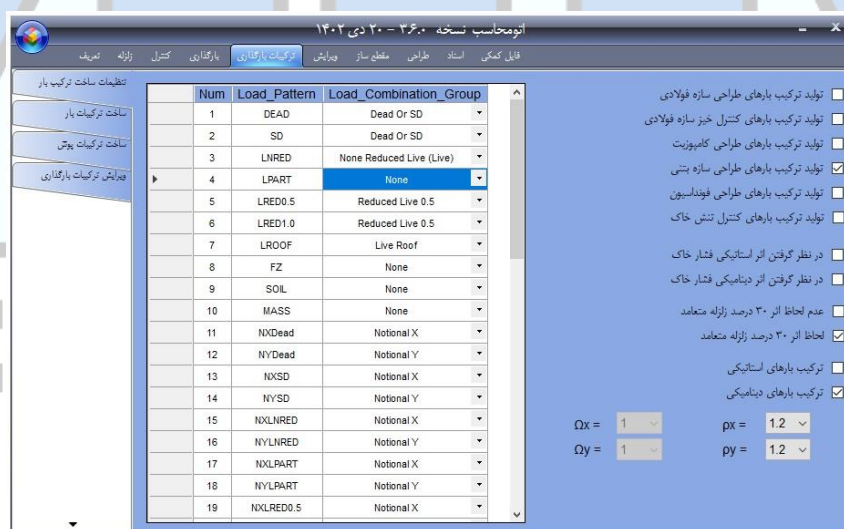 اتومحاسب نسخه ۳.۶.۰ - ۲۰ دی ۱۴۰۲
تعریف زلزله کنترل بارگذاری ترکیبات بارگذاری ویرایش مقطع ساز طراحی اسناد فایل کمکی
تنظیمات ساخت ترکیب بار
ساخت ترکیبات بار
ساخت ترکیبات پوش
ویرایش ترکیبات بارگذاری
Num Load_Pattern Load_Combination_Group
1 DEAD Dead Or SD
2 SD Dead Or SD
3 LNRED None Reduced Live (Live)
4 LPART None
5 LRED0.5 Reduced Live 0.5
6 LRED1.0 Reduced Live 0.5
7 LROOF Live Roof
8 FZ None
9 SOIL None
10 MASS None
11 NXDead Notional X
12 NYDead Notional Y
13 NXSD Notional X
14 NYSD Notional Y
15 NXLNRED Notional X
16 NYLNRED Notional Y
17 NXLPART Notional X
18 NYLPART Notional Y
19 NXLRED0.5 Notional X
تولید ترکیب بارهای طراحی سازه فولادی
تولید ترکیب بارهای کنترل خیز سازه فولادی
تولید ترکیب بارهای طراحی کامپوزیت
تولید ترکیب بارهای طراحی سازه بتنی
تولید ترکیب بارهای طراحی فونداسیون
تولید ترکیب بارهای کنترل تنش خاک
در نظر گرفتن اثر استاتیکی فشار خاک
در نظر گرفتن اثر دینامیکی فشار خاک
عدم لحاظ اثر ۳۰ درصد زلزله متعامد
لحاظ اثر ۳۰ درصد زلزله متعامد
ترکیب بارهای استاتیکی
ترکیب بارهای دینامیکی
Ωx = 1 ρx = 1.2
Ωy = 1 ρy = 1.2